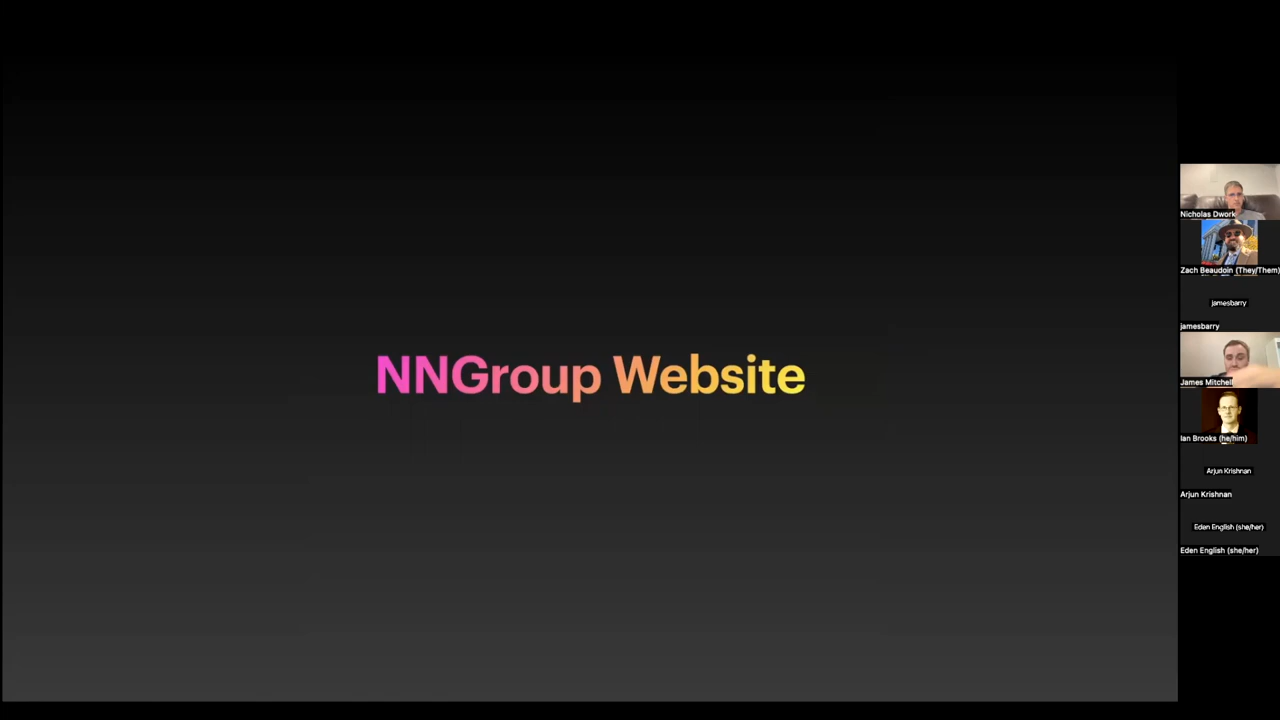 NNGroup Website
Nicholas Dwork
Zach Beaudoin (They/Them)
jamesbarry
jamesbarry
James Mitchell
Ian Brooks (he/him)
Arjun Krishnan
Arjun Krishnan
Eden English (she/her)
Eden English (she/her)